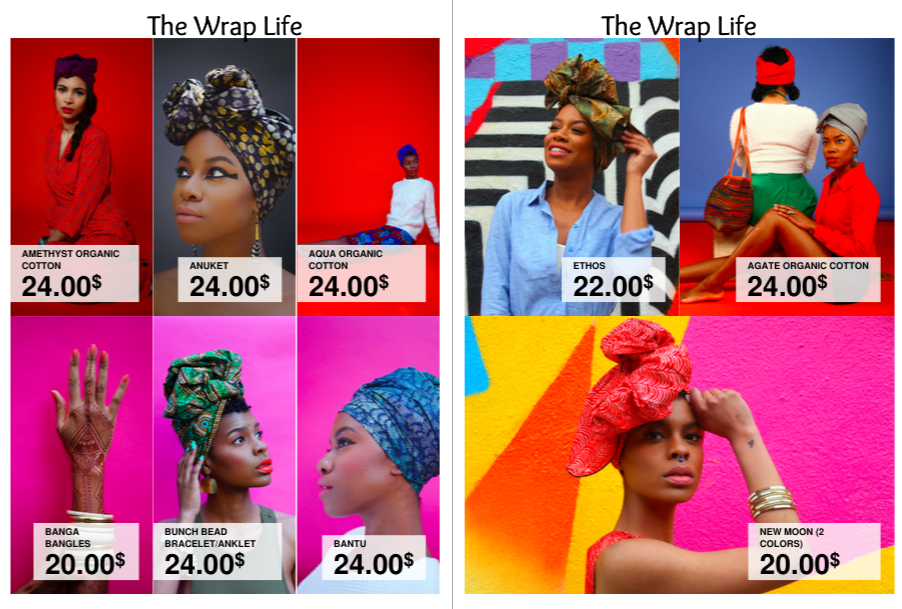 The Wrap Life
AMETHYST ORGANIC
COTTON
24.00$
ANUKET
24.00$
AQUA ORGANIC
COTTON
24.00$
BANGA
BANGLES
20.00$
BUNCH BEAD
BRACELET/ANKLET
24.00$
BANTU
24.00$
The Wrap Life
ETHOS
22.00$
AGATE ORGANIC COTTON
24.00$
NEW MOON (2
COLORS)
20.00$